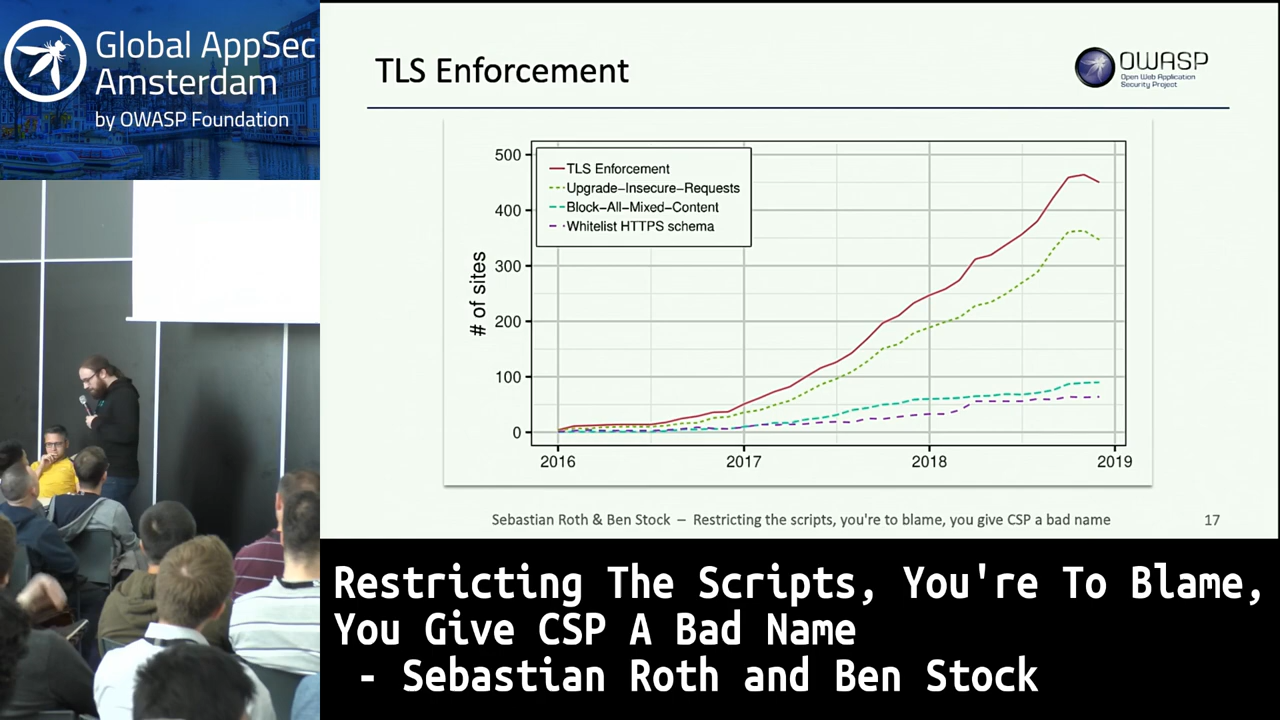 Global AppSec
Amsterdam
by OWASP Foundation
TLS Enforcement
OWASP
Open Web Application
Security Project
500
400
300
200
100
0
# of sites
TLS Enforcement
Upgrade−Insecure−Requests
Block−All−Mixed−Content
Whitelist HTTPS schema
2016 2017 2018 2019
Sebastian Roth & Ben Stock – Restricting the scripts, you're to blame, you give CSP a bad name 17
Restricting The Scripts, You're To Blame,
You Give CSP A Bad Name
- Sebastian Roth and Ben Stock